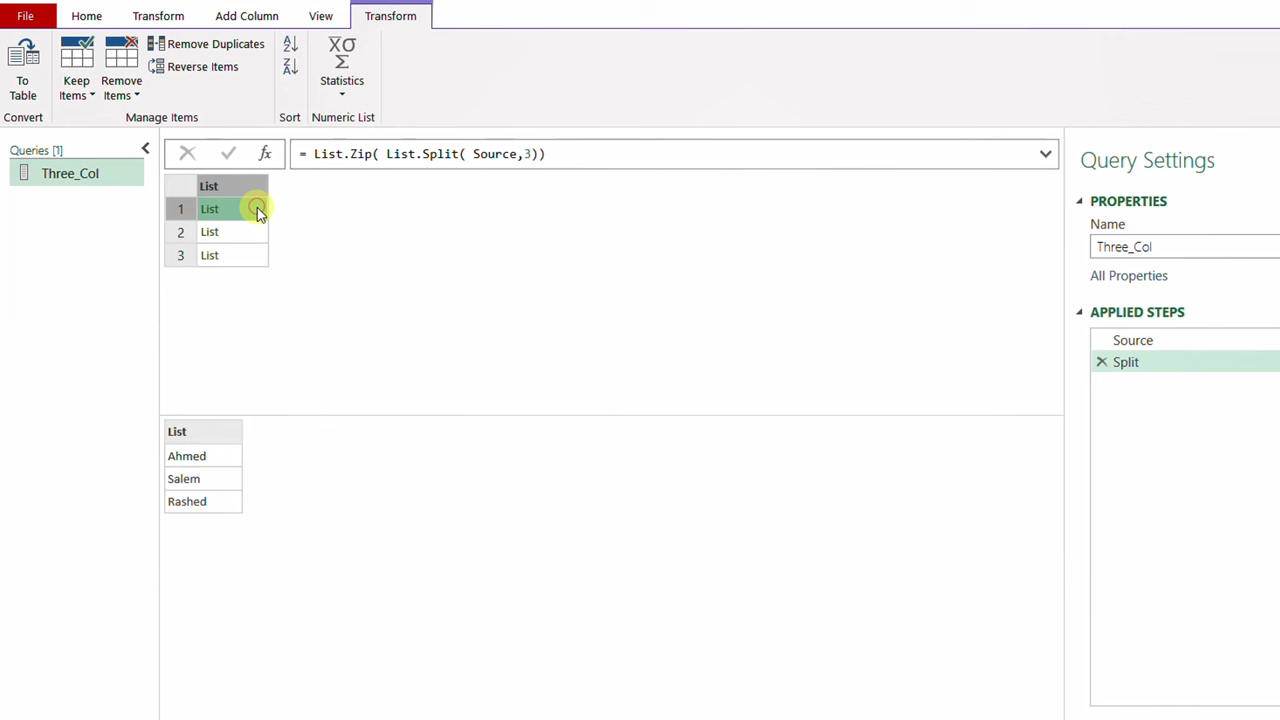 File Home Transform Add Column View Transform
To Table
Keep Items
Remove Items
Remove Duplicates
Reverse Items
Statistics
Convert Manage Items Sort Numeric List
Queries [1]
Three_Col
fx = List.Zip( List.Split( Source,3))
List
1 List
2 List
3 List
List
Ahmed
Salem
Rashed
Query Settings
PROPERTIES
Name
Three_Col
All Properties
APPLIED STEPS
Source
Split